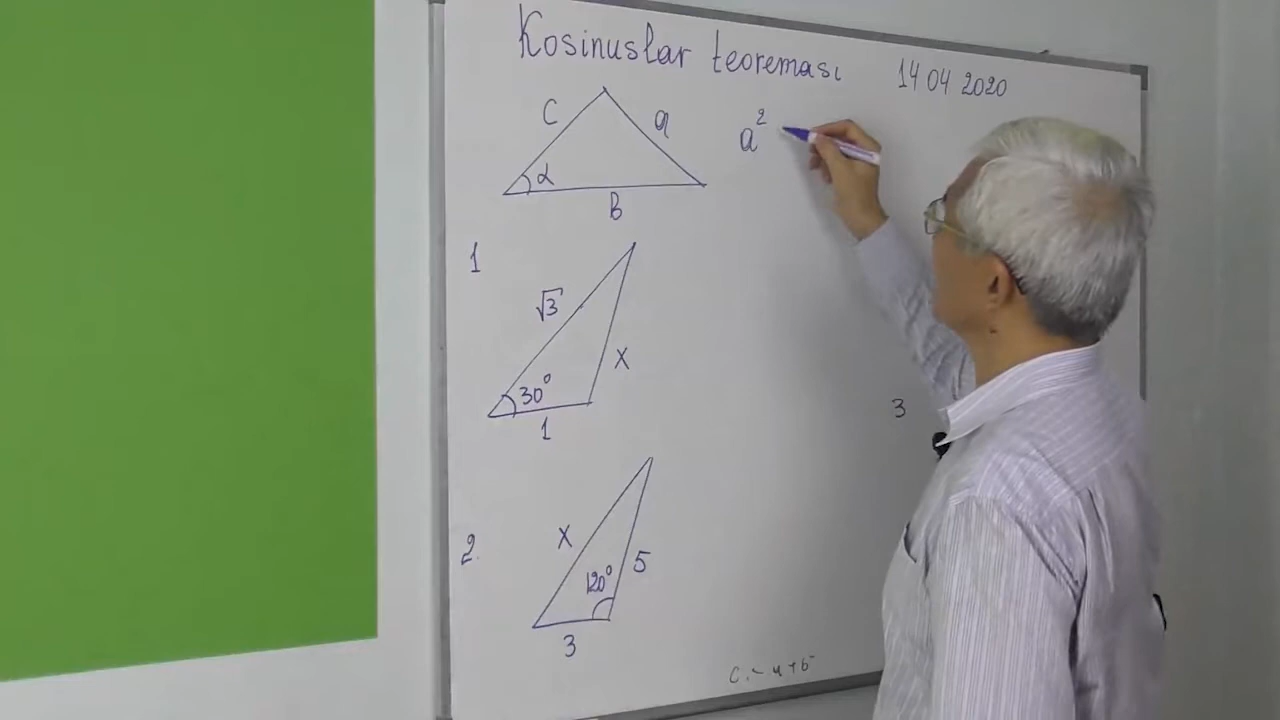 Kosinuslar teoreması 14 04 2020
c a
a²
α
b
1
√3
x
30°
1
3
2.
x
5
120°
3